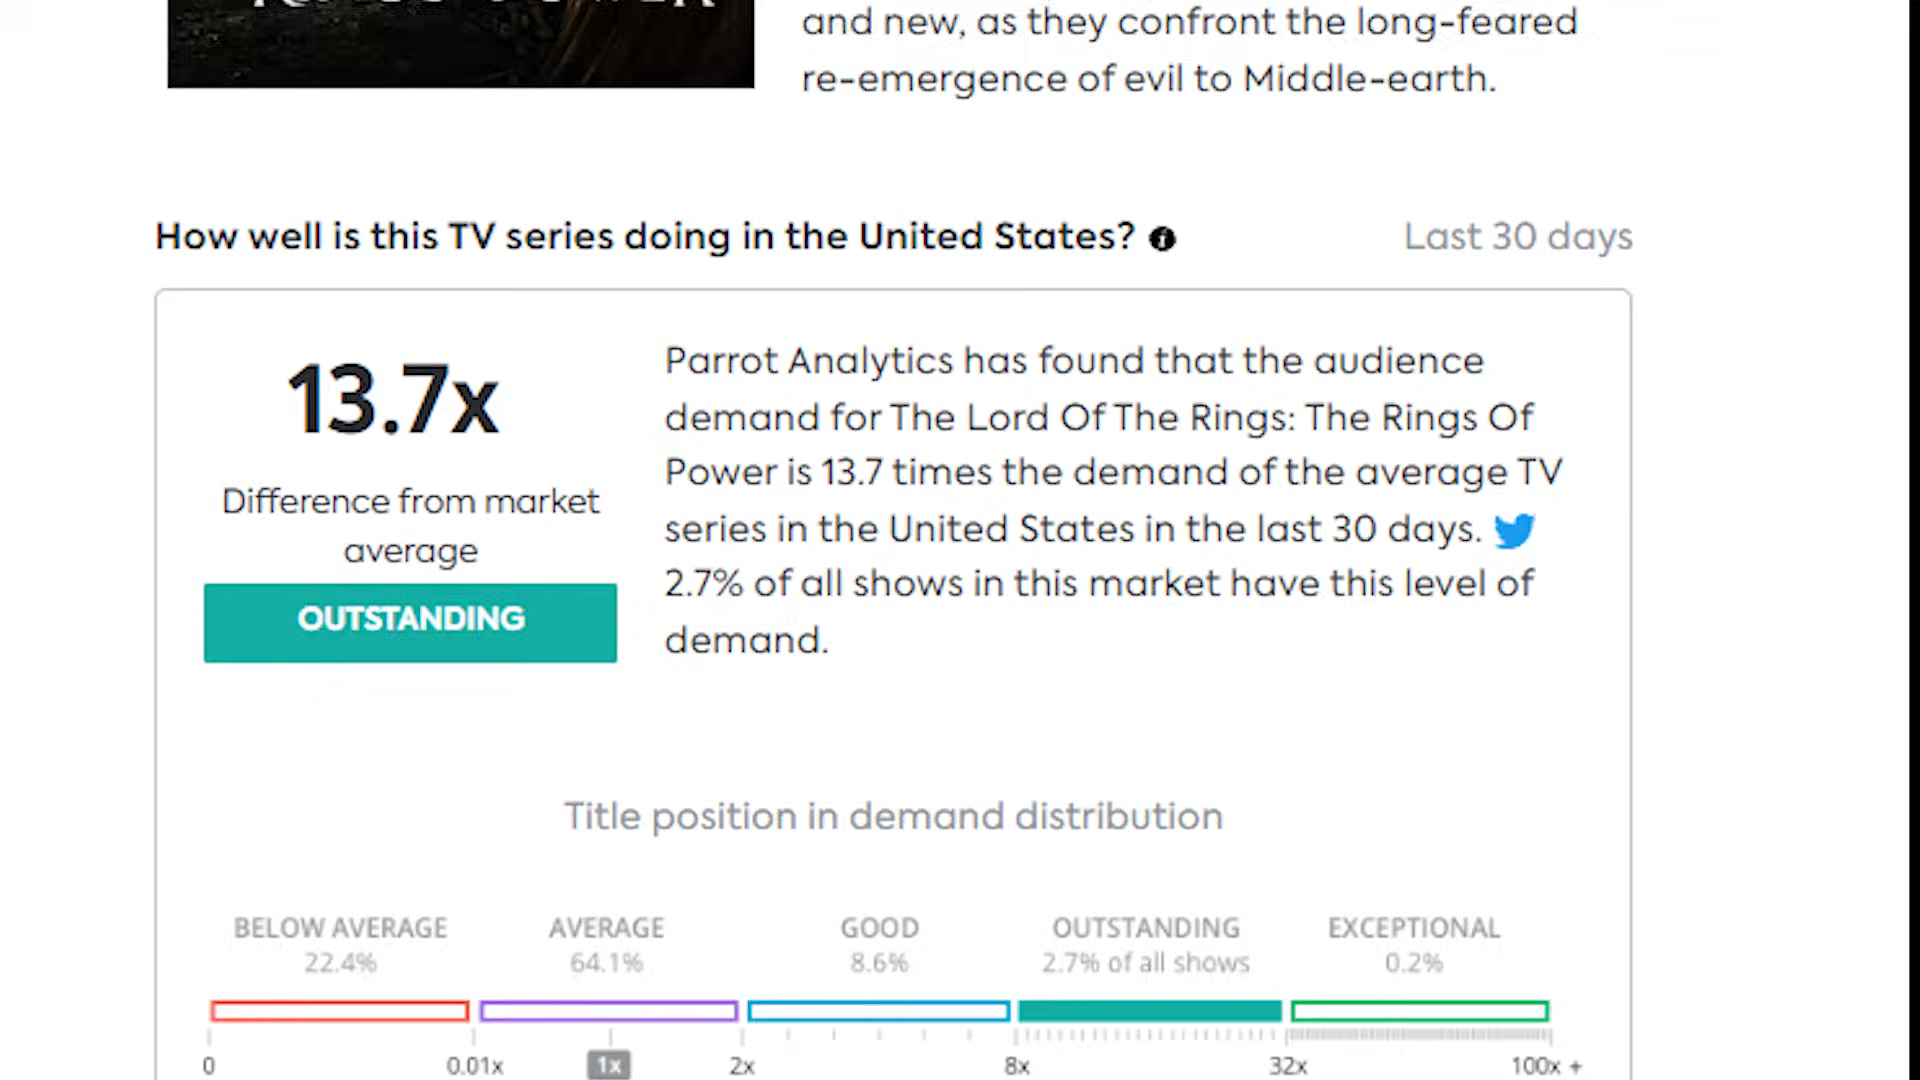 and new, as they confront the long-feared
re-emergence of evil to Middle-earth.
How well is this TV series doing in the United States?
Last 30 days
13.7x
Difference from market
average
OUTSTANDING
Parrot Analytics has found that the audience
demand for The Lord Of The Rings: The Rings Of
Power is 13.7 times the demand of the average TV
series in the United States in the last 30 days.
2.7% of all shows in this market have this level of
demand.
Title position in demand distribution
BELOW AVERAGE AVERAGE GOOD OUTSTANDING EXCEPTIONAL
22.4% 64.1% 8.6% 2.7% of all shows 0.2%
0 0.01x 1x 2x 8x 32x 100x +